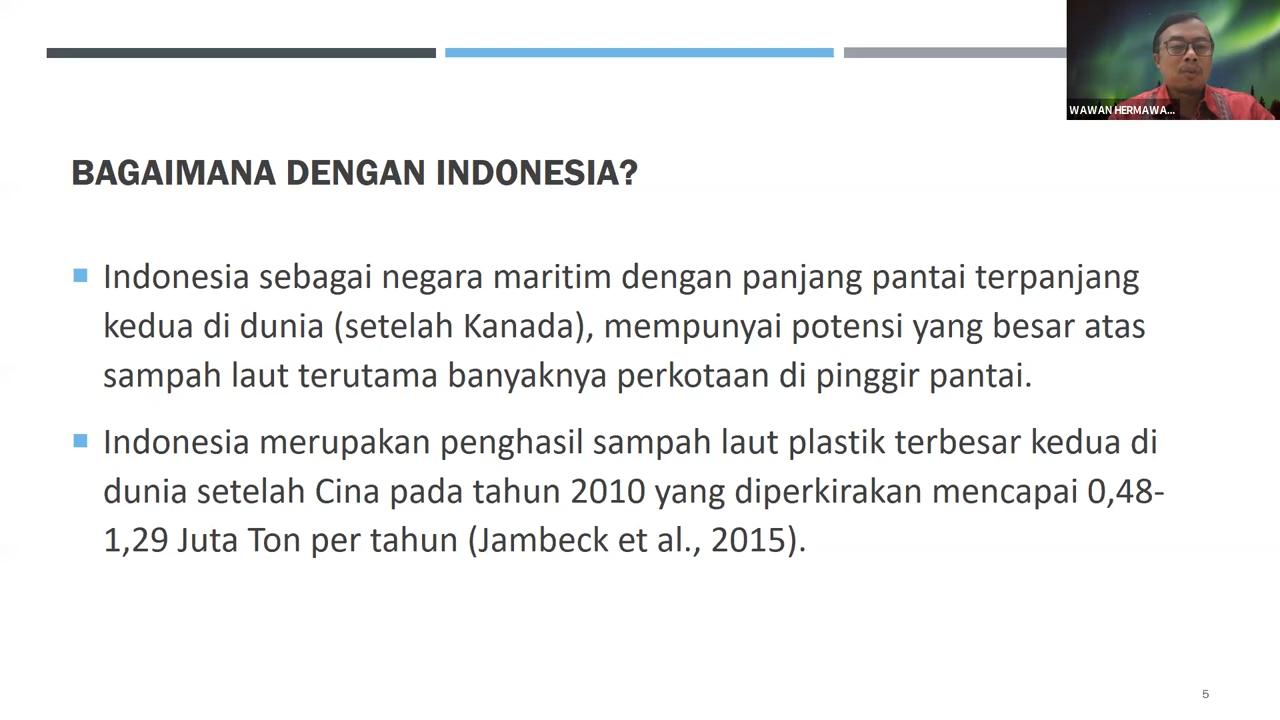 WAWAN HERMAWA...
BAGAIMANA DENGAN INDONESIA?
Indonesia sebagai negara maritim dengan panjang pantai terpanjang
kedua di dunia (setelah Kanada), mempunyai potensi yang besar atas
sampah laut terutama banyaknya perkotaan di pinggir pantai.
Indonesia merupakan penghasil sampah laut plastik terbesar kedua di
dunia setelah Cina pada tahun 2010 yang diperkirakan mencapai 0,48-
1,29 Juta Ton per tahun (Jambeck et al., 2015).
5